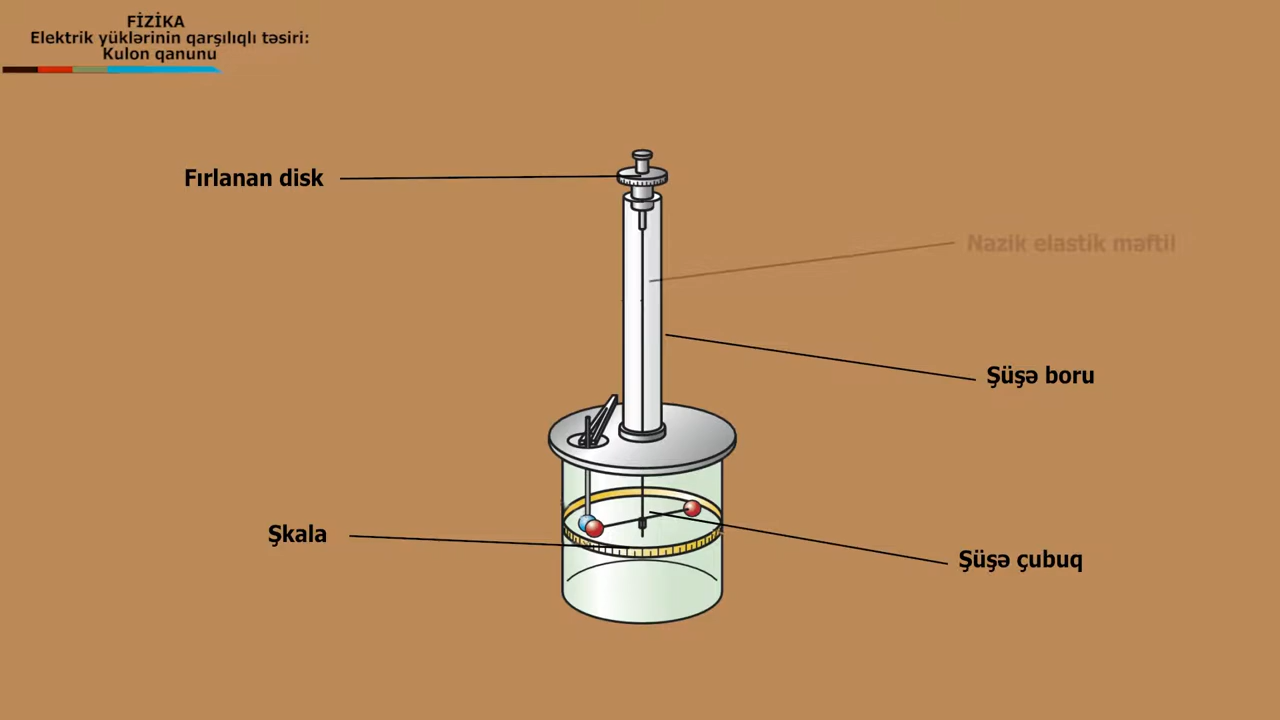 FİZİKA
Elektrik yüklərinin qarşılıqlı təsiri:
Kulon qanunu
Fırlanan disk
Nazik elastik məftil
Şüşə boru
Şkala
Şüşə çubuq